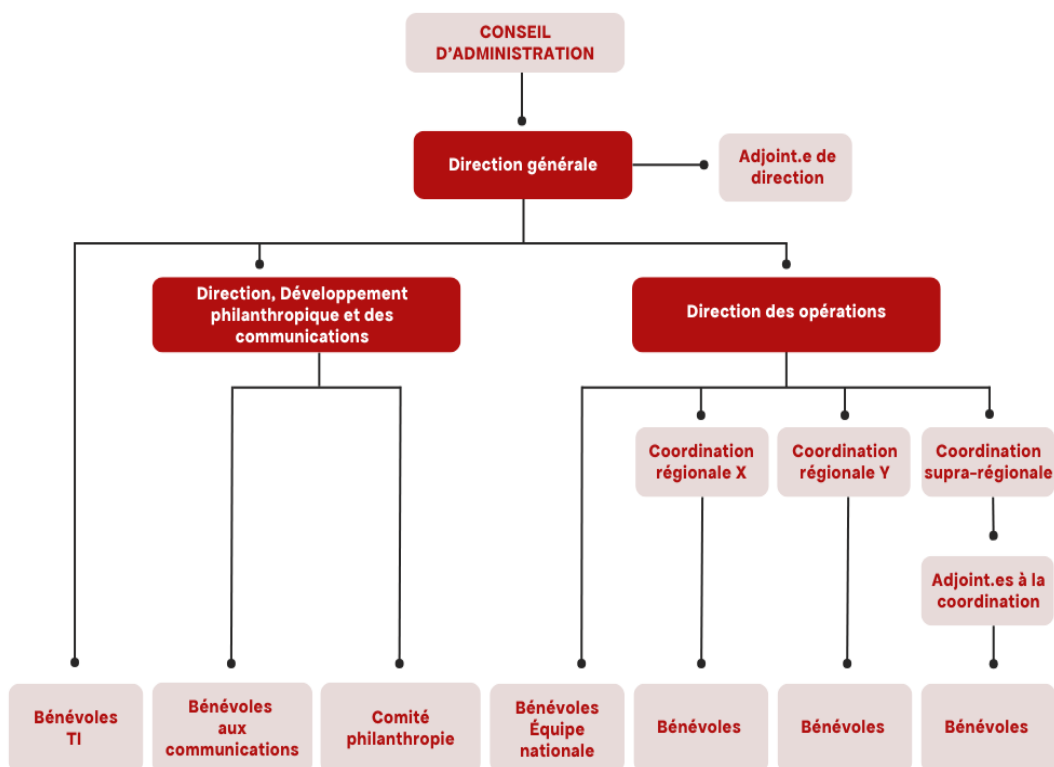 CONSEIL
D'ADMINISTRATION
Direction générale
Adjoint.e de
direction
Direction, Développement
philanthropique et des
communications
Direction des opérations
Coordination
régionale X
Coordination
régionale Y
Coordination
supra-régionale
Adjoint.es à la
coordination
Bénévoles
TI
Bénévoles
aux
communications
Comité
philanthropie
Bénévoles
Équipe
nationale
Bénévoles
Bénévoles
Bénévoles